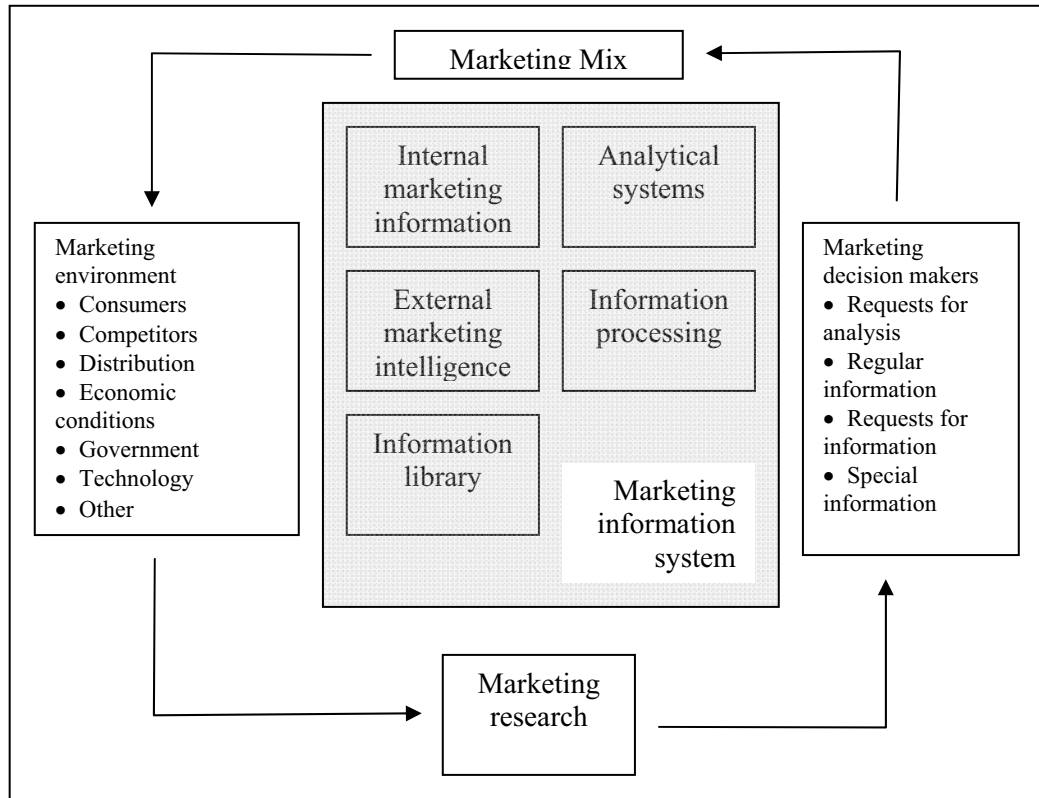 Marketing Mix
Internal
marketing
information
Analytical
systems
External
marketing
intelligence
Information
processing
Information
library
Marketing
information
system
Marketing
environment
• Consumers
• Competitors
• Distribution
• Economic
conditions
• Government
• Technology
• Other
Marketing
decision makers
• Requests for
analysis
• Regular
information
• Requests for
information
• Special
information
Marketing
research